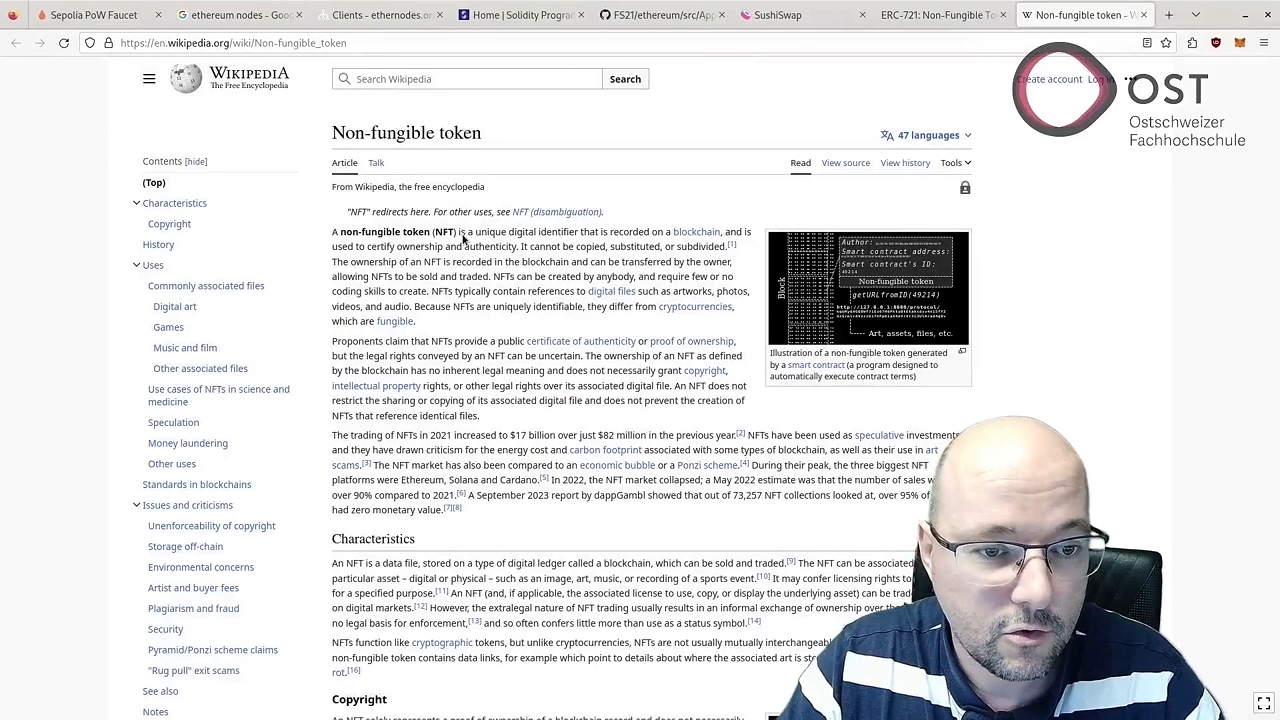 Sepolia PoW Faucet
ethereum nodes - Goo
Clients – ethernodes.or
Home | Solidity Progra
FS21/ethereum/src/Ap
SushiSwap
ERC-721: Non-Fungible To
Non-fungible token - W
https://en.wikipedia.org/wiki/Non-fungible_token
WIKIPEDIA
The Free Encyclopedia
Search Wikipedia
Search
Create account Log in
OST
Ostschweizer
Fachhochschule
Contents [hide]
(Top)
Characteristics
Copyright
History
Uses
Commonly associated files
Digital art
Games
Music and film
Other associated files
Use cases of NFTs in science and
medicine
Speculation
Money laundering
Other uses
Standards in blockchains
Issues and criticisms
Unenforceability of copyright
Storage off-chain
Environmental concerns
Artist and buyer fees
Plagiarism and fraud
Security
Pyramid/Ponzi scheme claims
"Rug pull" exit scams
See also
Notes
Non-fungible token
47 languages
Article Talk
Read View source View history Tools
From Wikipedia, the free encyclopedia
"NFT" redirects here. For other uses, see NFT (disambiguation).
A non-fungible token (NFT) is a unique digital identifier that is recorded on a blockchain, and is
used to certify ownership and authenticity. It cannot be copied, substituted, or subdivided.[1]
The ownership of an NFT is recorded in the blockchain and can be transferred by the owner,
allowing NFTs to be sold and traded. NFTs can be created by anybody, and require few or no
coding skills to create. NFTs typically contain references to digital files such as artworks, photos,
videos, and audio. Because NFTs are uniquely identifiable, they differ from cryptocurrencies,
which are fungible.
Proponents claim that NFTs provide a public certificate of authenticity or proof of ownership,
but the legal rights conveyed by an NFT can be uncertain. The ownership of an NFT as defined
by the blockchain has no inherent legal meaning and does not necessarily grant copyright,
intellectual property rights, or other legal rights over its associated digital file. An NFT does not
restrict the sharing or copying of its associated digital file and does not prevent the creation of
NFTs that reference identical files.
Author:
Smart contract address:
Smart contract's ID:
49214
Non-fungible token
Block
getURLfromID(49214)
Art, assets, files, etc.
Illustration of a non-fungible token generated
by a smart contract (a program designed to
automatically execute contract terms)
The trading of NFTs in 2021 increased to $17 billion over just $82 million in the previous year.[2] NFTs have been used as speculative investments
and they have drawn criticism for the energy cost and carbon footprint associated with some types of blockchain, as well as their use in art
scams.[3] The NFT market has also been compared to an economic bubble or a Ponzi scheme.[4] During their peak, the three biggest NFT
platforms were Ethereum, Solana and Cardano.[5] In 2022, the NFT market collapsed; a May 2022 estimate was that the number of sales w
over 90% compared to 2021.[6] A September 2023 report by dappGambl showed that out of 73,257 NFT collections looked at, over 95% of
had zero monetary value.[7][8]
Characteristics
An NFT is a data file, stored on a type of digital ledger called a blockchain, which can be sold and traded.[9] The NFT can be associated
particular asset – digital or physical – such as an image, art, music, or recording of a sports event.[10] It may confer licensing rights to
for a specified purpose.[11] An NFT (and, if applicable, the associated license to use, copy, or display the underlying asset) can be trad
on digital markets.[12] However, the extralegal nature of NFT trading usually results in an informal exchange of ownership over the
no legal basis for enforcement,[13] and so often confers little more than use as a status symbol.[14]
NFTs function like cryptographic tokens, but unlike cryptocurrencies, NFTs are not usually mutually interchangeab
non-fungible token contains data links, for example which point to details about where the associated art is st
rot.[16]
Copyright